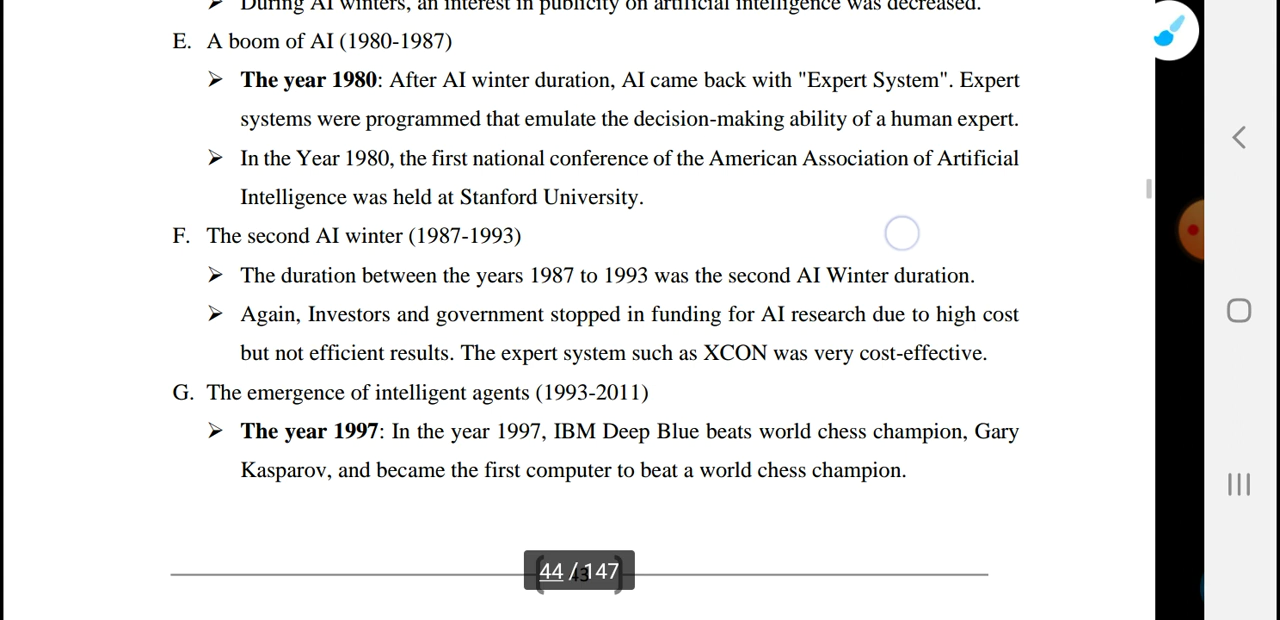 During AI winters, an interest in publicity on artificial intelligence was decreased.
E. A boom of AI (1980-1987)
➢ The year 1980: After AI winter duration, AI came back with "Expert System". Expert
systems were programmed that emulate the decision-making ability of a human expert.
➢ In the Year 1980, the first national conference of the American Association of Artificial
Intelligence was held at Stanford University.
F. The second AI winter (1987-1993)
➢ The duration between the years 1987 to 1993 was the second AI Winter duration.
➢ Again, Investors and government stopped in funding for AI research due to high cost
but not efficient results. The expert system such as XCON was very cost-effective.
G. The emergence of intelligent agents (1993-2011)
➢ The year 1997: In the year 1997, IBM Deep Blue beats world chess champion, Gary
Kasparov, and became the first computer to beat a world chess champion.
44 / 147